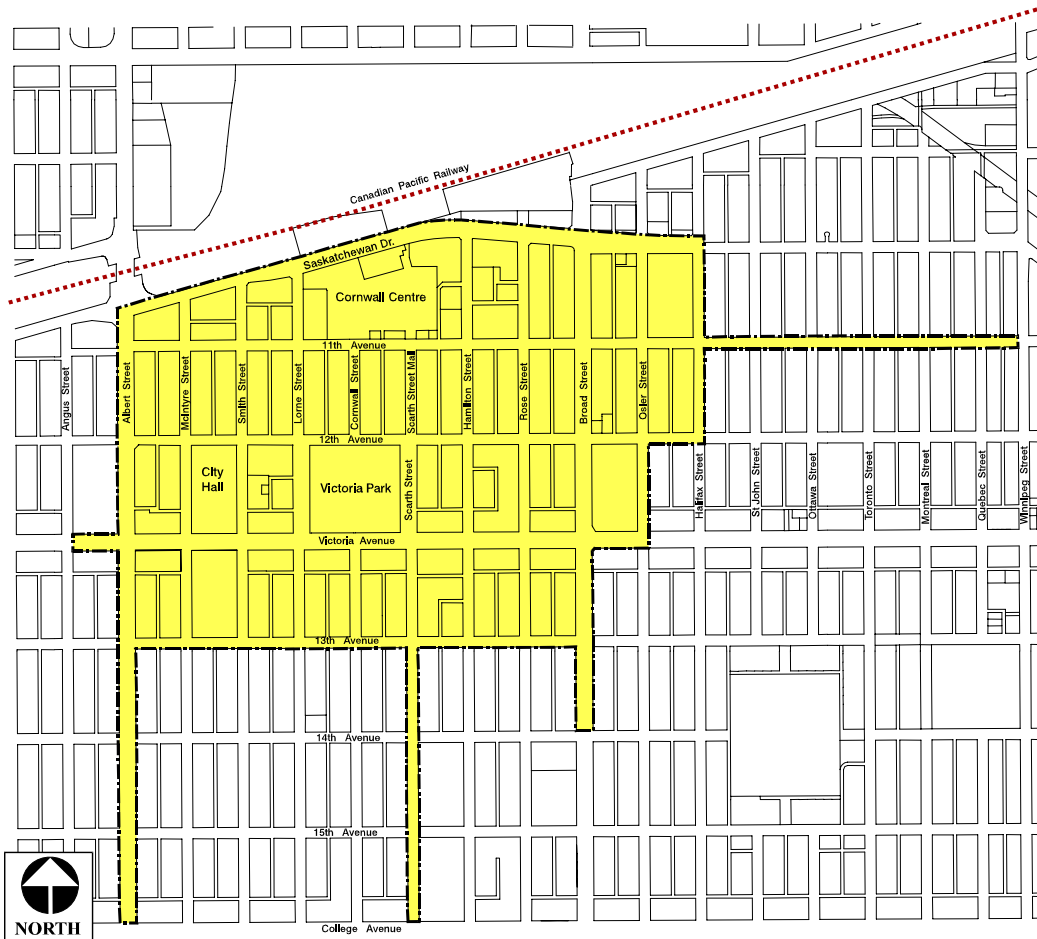 Canadian Pacific Railway
Saskatchewan Dr.
Cornwall Centre
11th Avenue
Angus Street
Albert Street
McIntyre Street
Smith Street
Lorne Street
Cornwall Street
Scarth Street Mall
Hamilton Street
Rose Street
Broad Street
Osler Street
12th Avenue
City
Hall
Victoria Park
Scarth Street
Halifax Street
St John Street
Ottawa Street
Toronto Street
Montreal Street
Quebec Street
Winnipeg Street
Victoria Avenue
13th Avenue
14th Avenue
15th Avenue
NORTH
College Avenue